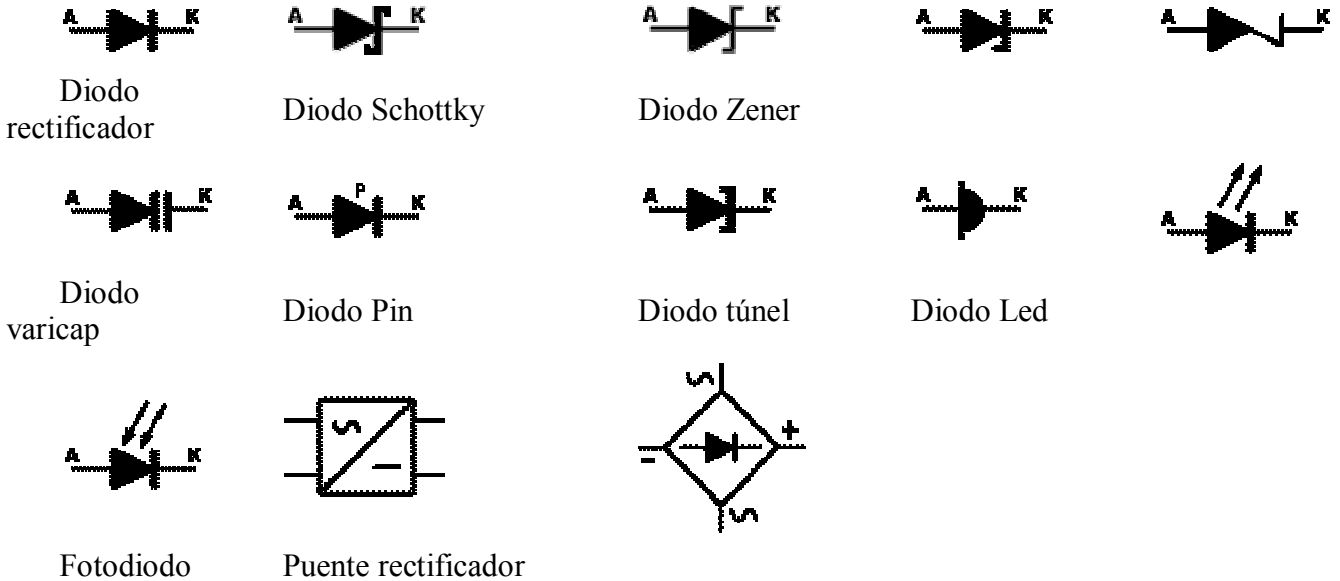 A K A K A K A K A K
Diodo
rectificador
Diodo Schottky
Diodo Zener
A K A P K A K A K A K
Diodo
varicap
Diodo Pin
Diodo túnel
Diodo Led
A K
- +
Fotodiodo
Puente rectificador